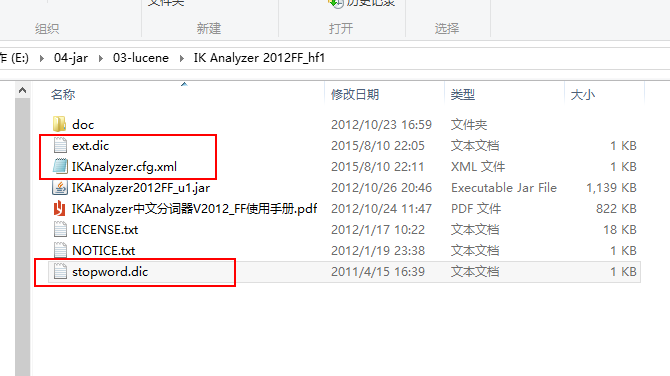 文件夹
历史记录
组织
新建
打开
选择
作 (E:) 04-jar 03-lucene IK Analyzer 2012FF_hf1
名称 修改日期 类型 大小
doc 2012/10/23 16:59 文件夹
ext.dic 2015/8/10 22:05 文本文档 1 KB
IKAnalyzer.cfg.xml 2015/8/10 22:11 XML 文件 1 KB
IKAnalyzer2012FF_u1.jar 2012/10/26 20:46 Executable Jar File 1,139 KB
IKAnalyzer中文分词器V2012_FF使用手册.pdf 2012/10/24 11:47 PDF 文件 822 KB
LICENSE.txt 2012/1/17 10:22 文本文档 18 KB
NOTICE.txt 2012/1/19 23:38 文本文档 1 KB
stopword.dic 2011/4/15 16:39 文本文档 1 KB